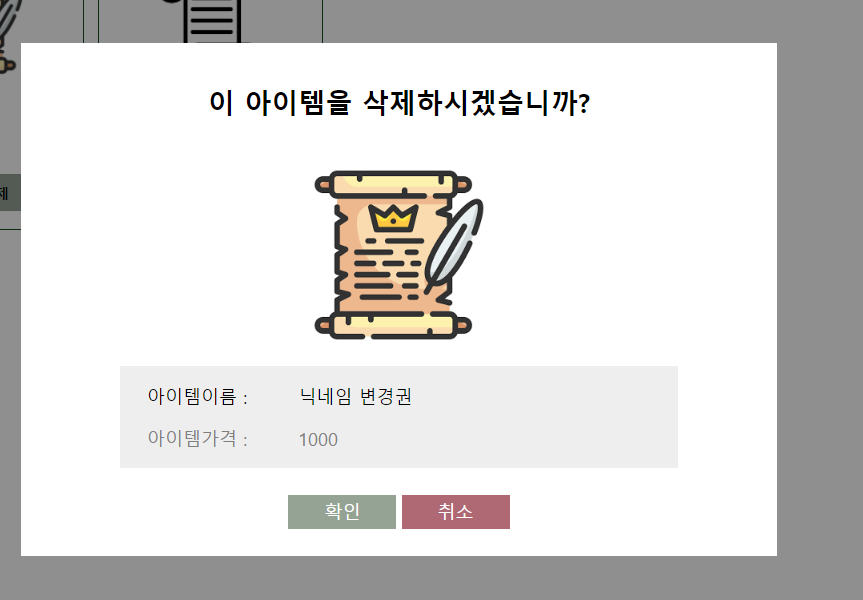 이 아이템을 삭제하시겠습니까?
제
아이템이름 : 닉네임 변경권
아이템가격 : 1000
확인 취소